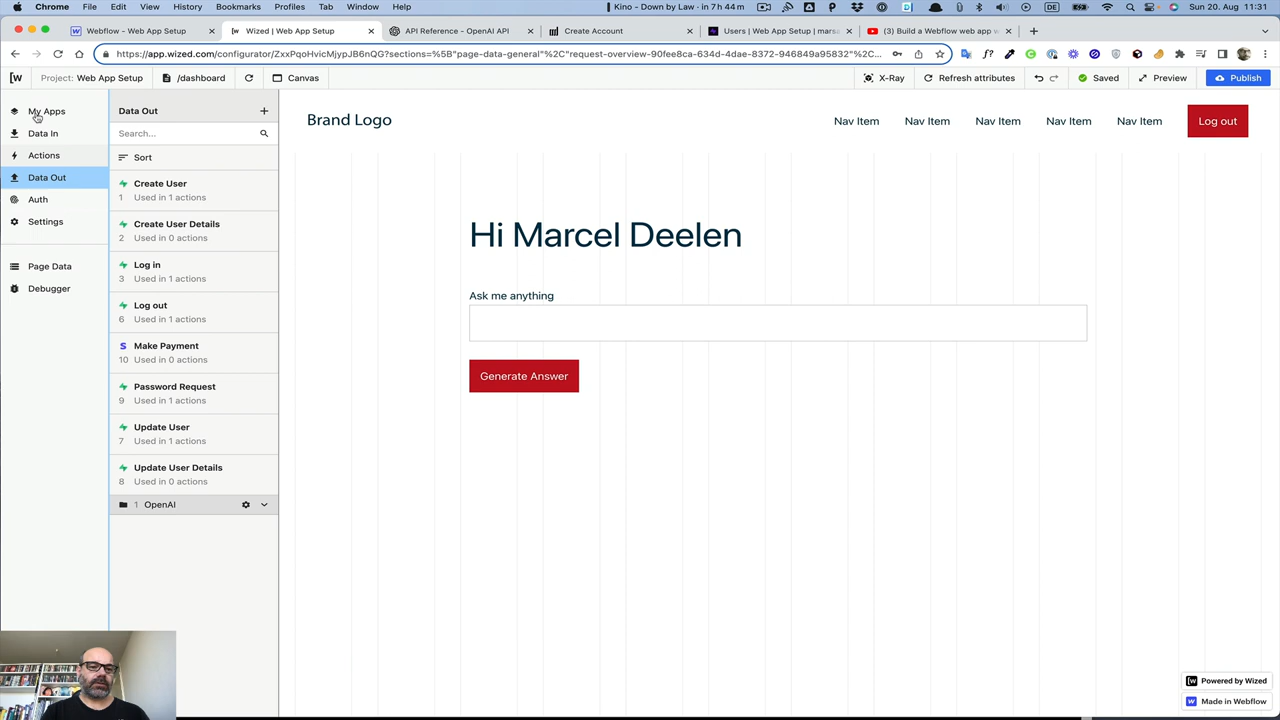 Chrome File Edit View History Bookmarks Profiles Tab Window Help Kino - Down by Law · in 7 h 44 m DE Sun 20. Aug 11:31
Webflow - Web App Setup Wized | Web App Setup API Reference - OpenAI API Create Account Users | Web App Setup | marsa (3) Build a Webflow web app w
https://app.wized.com/configurator/ZxxPqoHvicMjypJB6nQG?sections=%5B"page-data-general"%2C"request-overview-90fee8ca-634d-4dae-8372-946849a95832"%2C...
Project: Web App Setup /dashboard Canvas X-Ray Refresh attributes Saved Preview Publish
My Apps
Data In
Actions
Data Out
Auth
Settings
Page Data
Debugger
Data Out
Search...
Sort
Create User
1 Used in 1 actions
Create User Details
2 Used in 0 actions
Log in
3 Used in 1 actions
Log out
6 Used in 1 actions
Make Payment
10 Used in 0 actions
Password Request
9 Used in 1 actions
Update User
7 Used in 1 actions
Update User Details
8 Used in 0 actions
1 OpenAI
Brand Logo Nav Item Nav Item Nav Item Nav Item Nav Item Log out
Hi Marcel Deelen
Ask me anything
Generate Answer
Powered by Wized
Made in Webflow